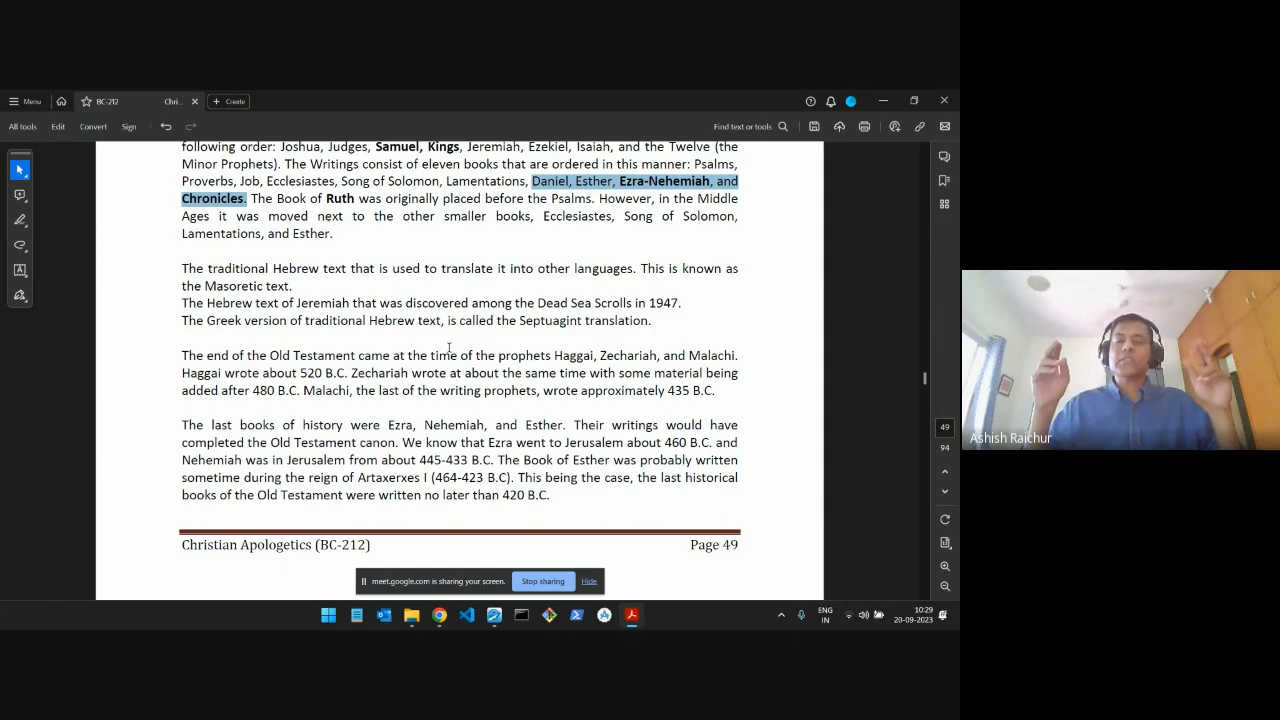 Menu
BC-212
Chri...
Create
All tools
Edit
Convert
Sign
Find text or tools
following order: Joshua, Judges, Samuel, Kings, Jeremiah, Ezekiel, Isaiah, and the Twelve (the
Minor Prophets). The Writings consist of eleven books that are ordered in this manner: Psalms,
Proverbs, Job, Ecclesiastes, Song of Solomon, Lamentations, Daniel, Esther, Ezra-Nehemiah, and
Chronicles. The Book of Ruth was originally placed before the Psalms. However, in the Middle
Ages it was moved next to the other smaller books, Ecclesiastes, Song of Solomon,
Lamentations, and Esther.
The traditional Hebrew text that is used to translate it into other languages. This is known as
the Masoretic text.
The Hebrew text of Jeremiah that was discovered among the Dead Sea Scrolls in 1947.
The Greek version of traditional Hebrew text, is called the Septuagint translation.
The end of the Old Testament came at the time of the prophets Haggai, Zechariah, and Malachi.
Haggai wrote about 520 B.C. Zechariah wrote at about the same time with some material being
added after 480 B.C. Malachi, the last of the writing prophets, wrote approximately 435 B.C.
The last books of history were Ezra, Nehemiah, and Esther. Their writings would have
completed the Old Testament canon. We know that Ezra went to Jerusalem about 460 B.C. and
Nehemiah was in Jerusalem from about 445-433 B.C. The Book of Esther was probably written
sometime during the reign of Artaxerxes I (464-423 B.C). This being the case, the last historical
books of the Old Testament were written no later than 420 B.C.
Christian Apologetics (BC-212)
Page 49
49
94
meet.google.com is sharing your screen.
Stop sharing
Hide
ENG
IN
10:29
20-09-2023
Ashish Raichur